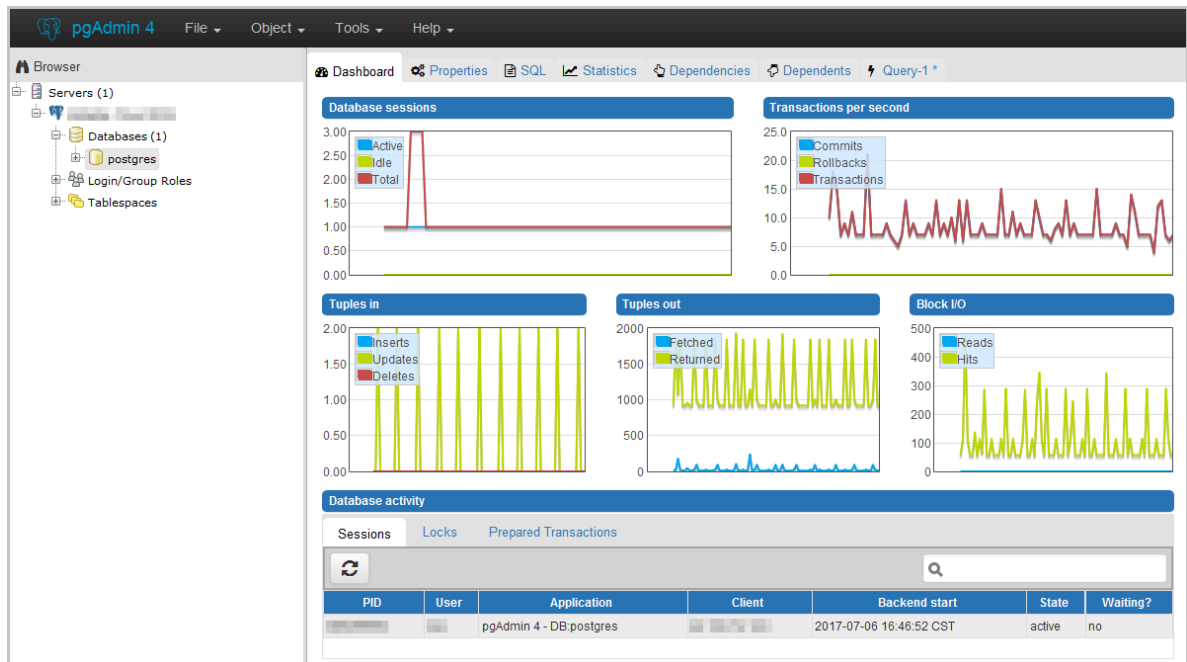 pgAdmin 4 File Object Tools Help
Browser
Dashboard Properties SQL Statistics Dependencies Dependents Query-1 *
Servers (1)
Databases (1)
postgres
Login/Group Roles
Tablespaces
Database sessions
3.00
2.50
2.00
1.50
1.00
0.50
0.00
Active
Idle
Total
Transactions per second
25.0
20.0
15.0
10.0
5.0
0.0
Commits
Rollbacks
Transactions
Tuples in
2.00
1.50
1.00
0.50
0.00
Inserts
Updates
Deletes
Tuples out
2000
1500
1000
500
0
Fetched
Returned
Block I/O
500
400
300
200
100
0
Reads
Hits
Database activity
Sessions Locks Prepared Transactions
PID User Application Client Backend start State Waiting?
pgAdmin 4 - DB:postgres 2017-07-06 16:46:52 CST active no